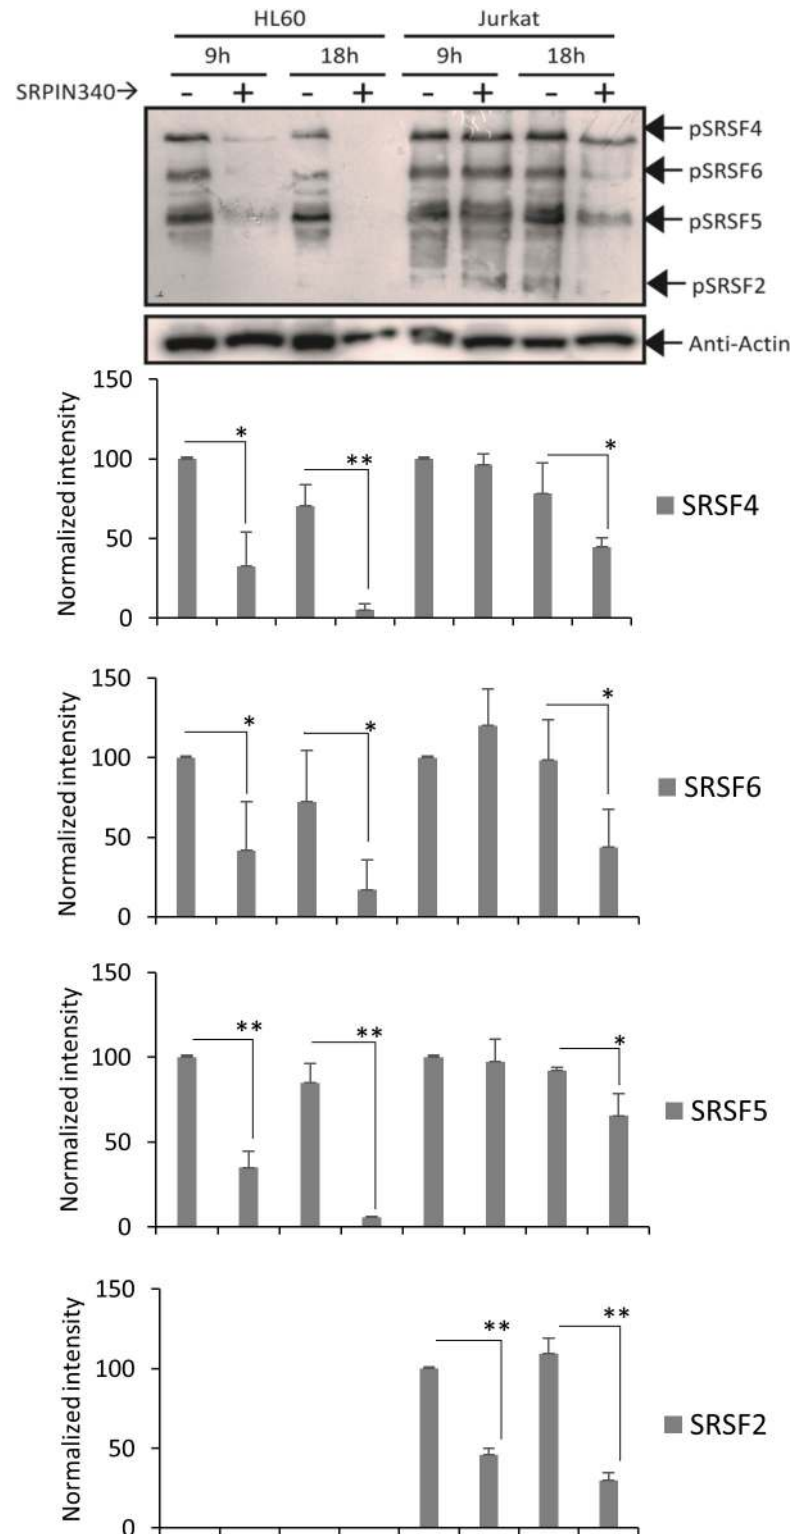 HL60 Jurkat
9h 18h 9h 18h
SRPIN340→ - + - + - + - +
pSRSF4
pSRSF6
pSRSF5
pSRSF2
Anti-Actin
Normalized intensity
150
100
50
0
* ** *
SRSF4
Normalized intensity
150
100
50
0
* * *
SRSF6
Normalized intensity
150
100
50
0
** ** *
SRSF5
Normalized intensity
150
100
50
0
** **
SRSF2